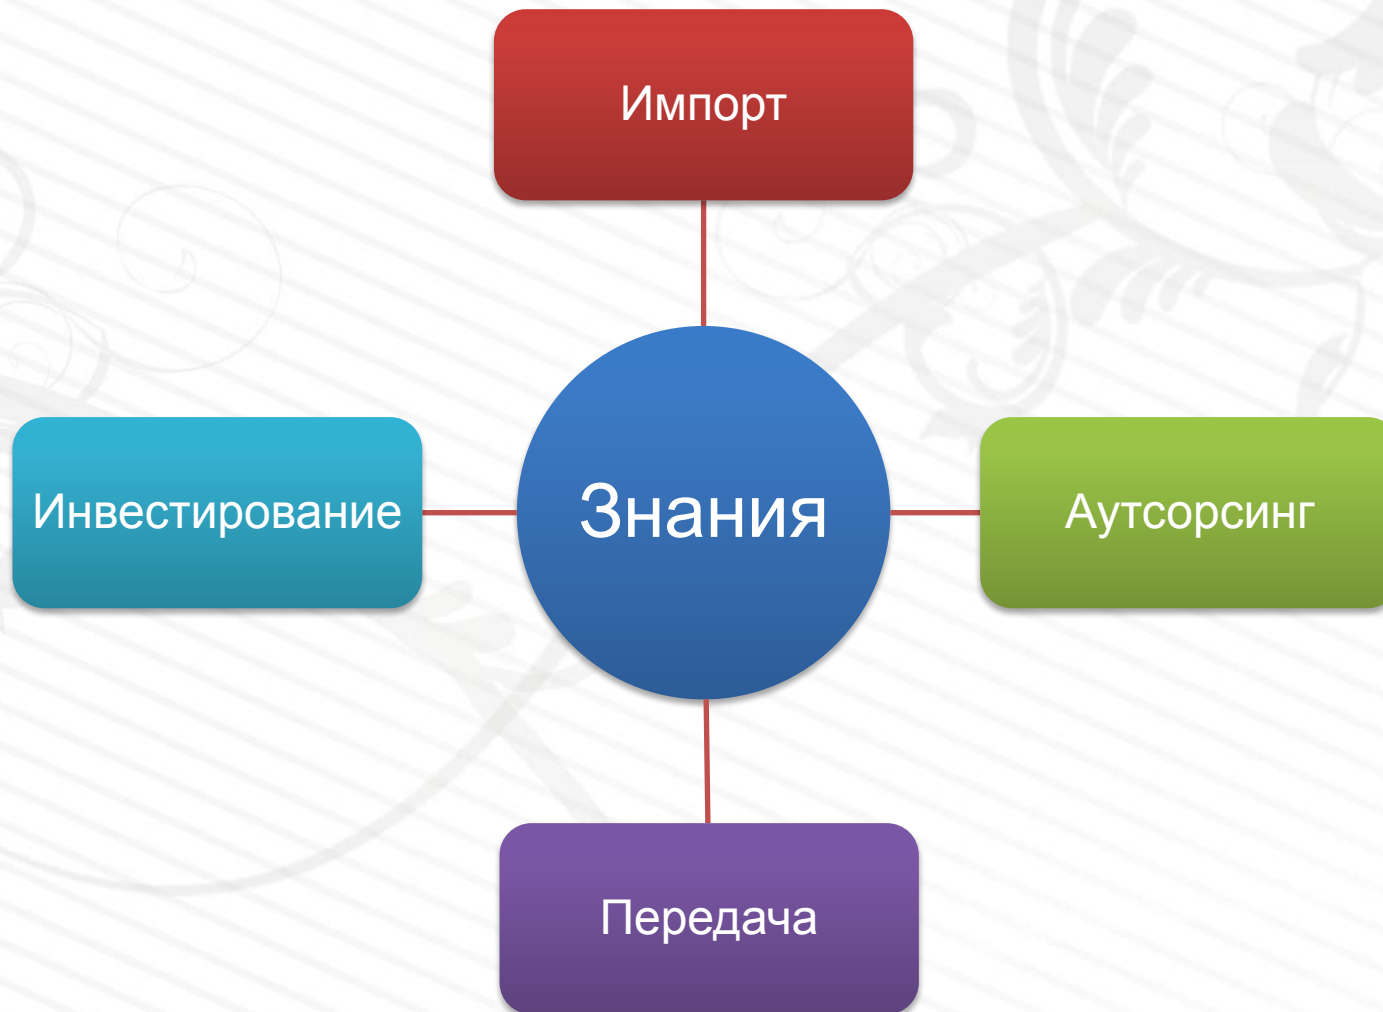 Импорт
Инвестирование
Знания
Аутсорсинг
Передача